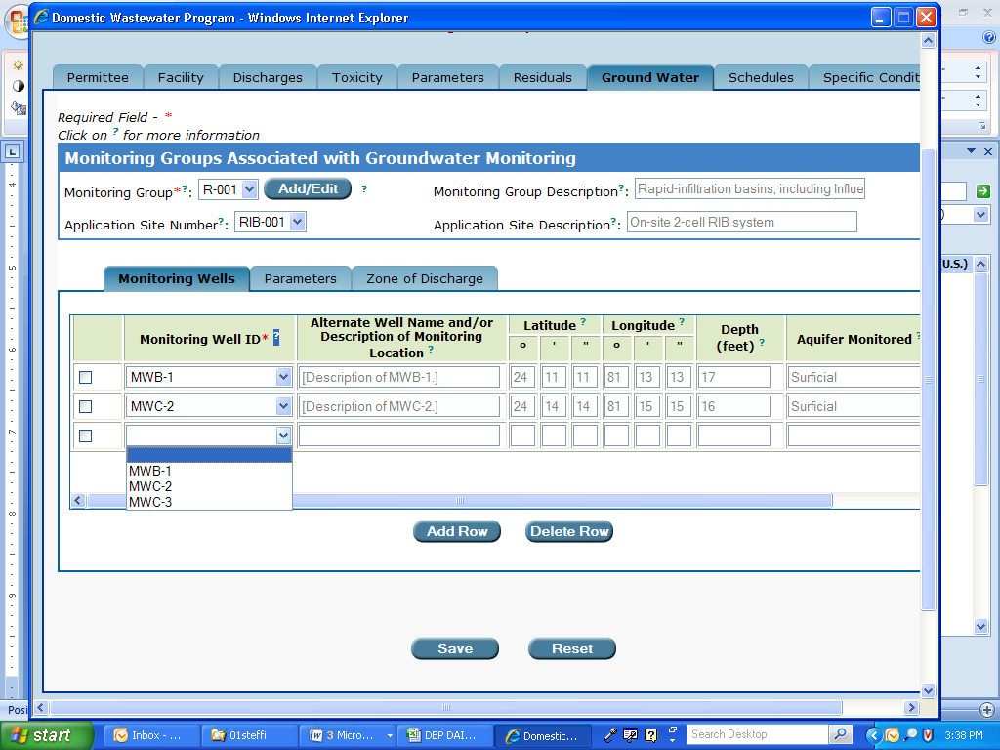 Domestic Wastewater Program - Windows Internet Explorer
Permittee Facility Discharges Toxicity Parameters Residuals Ground Water Schedules Specific Condit
Required Field - *
Click on ? for more information
Monitoring Groups Associated with Groundwater Monitoring
Monitoring Group*?: R-001 Add/Edit ? Monitoring Group Description?: Rapid-infiltration basins, including Influe
Application Site Number?: RIB-001 Application Site Description?: On-site 2-cell RIB system
(U.S.)
Monitoring Wells Parameters Zone of Discharge
Monitoring Well ID* ? Alternate Well Name and/or Description of Monitoring Location ? Latitude ? Longitude ? Depth (feet) ? Aquifer Monitored ?
o ' " o ' "
MWB-1 [Description of MWB-1.] 24 11 11 81 13 13 17 Surficial
MWC-2 [Description of MWC-2.] 24 14 14 81 15 15 16 Surficial
MWB-1
MWC-2
MWC-3
Add Row Delete Row
Save Reset
Posi
start Inbox - ... 01steffi 3 Micro... DEP DAI... Domestic... Search Desktop 3:38 PM